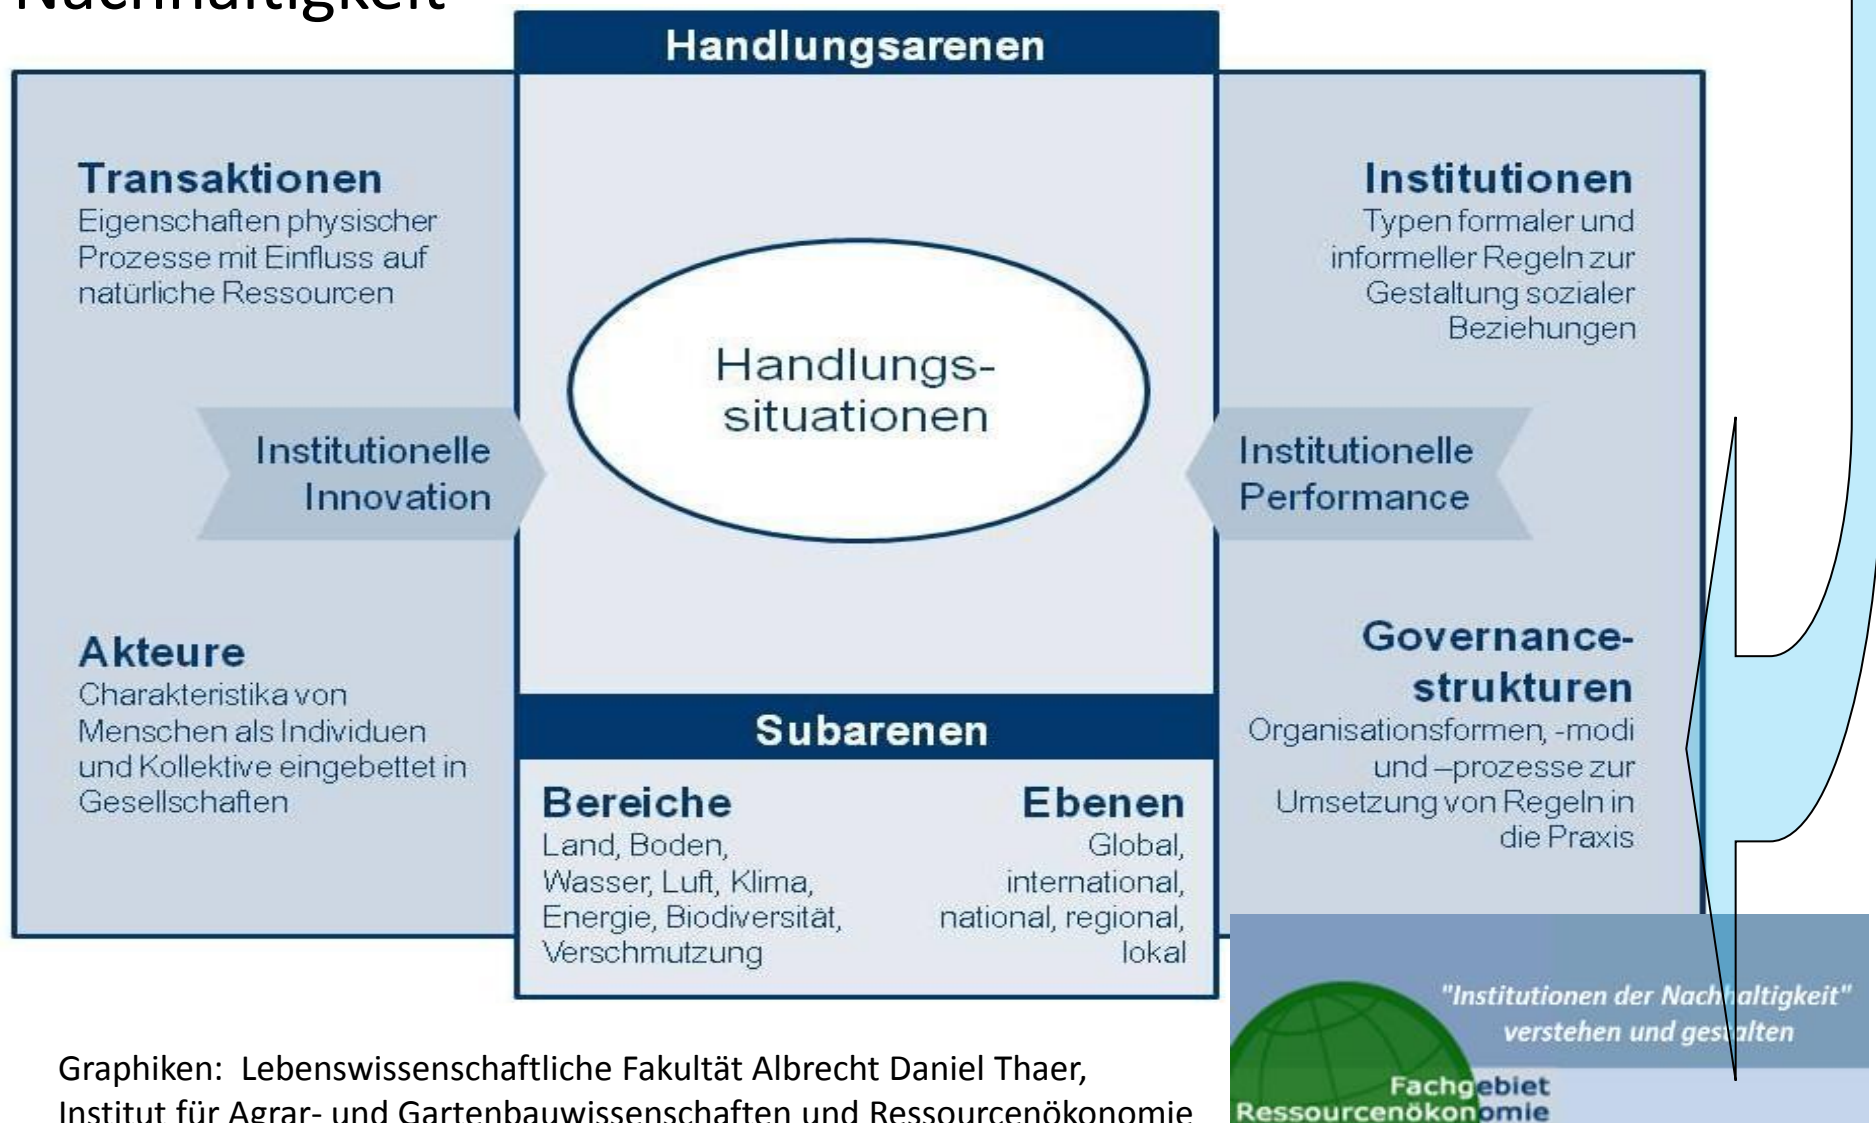 Nachhaltigkeit
Handlungsarenen
Transaktionen
Eigenschaften physischer
Prozesse mit Einfluss auf
natürliche Ressourcen
Institutionelle
Innovation
Akteure
Charakteristika von
Menschen als Individuen
und Kollektive eingebettet in
Gesellschaften
Handlungs-
situationen
Subarenen
Bereiche
Land, Boden,
Wasser, Luft, Klima,
Energie, Biodiversität,
Verschmutzung
Ebenen
Global,
international,
national, regional,
lokal
Institutionen
Typen formaler und
informeller Regeln zur
Gestaltung sozialer
Beziehungen
Institutionelle
Performance
Governance-
strukturen
Organisationsformen, -modi
und –prozesse zur
Umsetzung von Regeln in
die Praxis
"Institutionen der Nachhaltigkeit"
verstehen und gestalten
Fachgebiet
Ressourcenökonomie
Graphiken: Lebenswissenschaftliche Fakultät Albrecht Daniel Thaer,
Institut für Agrar- und Gartenbauwissenschaften und Ressourcenökonomie